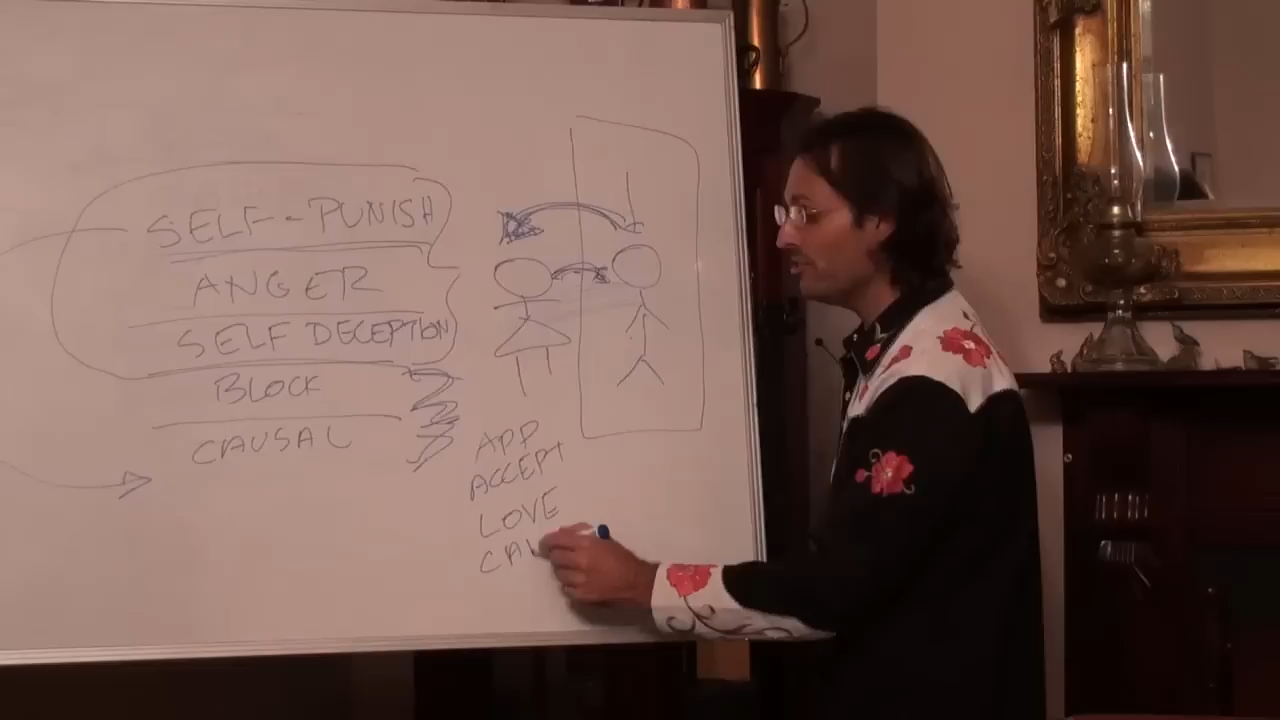 SELF-PUNISH
ANGER
SELF DECEPTION
BLOCK
CAUSAL
APP
ACCEPT
LOVE